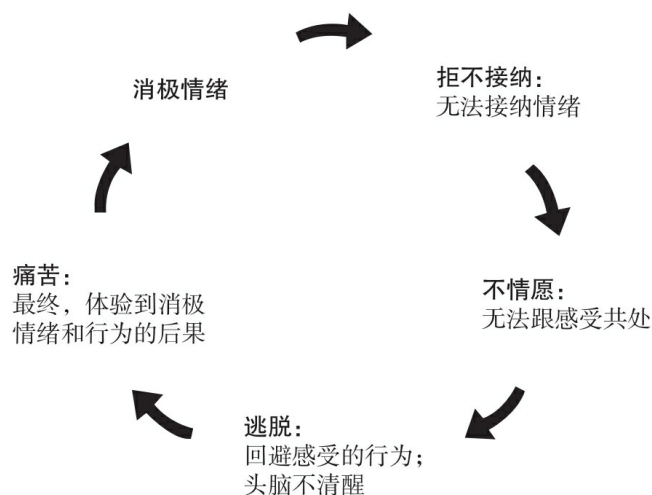 消极情绪
拒不接纳：
无法接纳情绪
不情愿：
无法跟感受共处
逃脱：
回避感受的行为；
头脑不清醒
痛苦：
最终，体验到消极
情绪和行为的后果